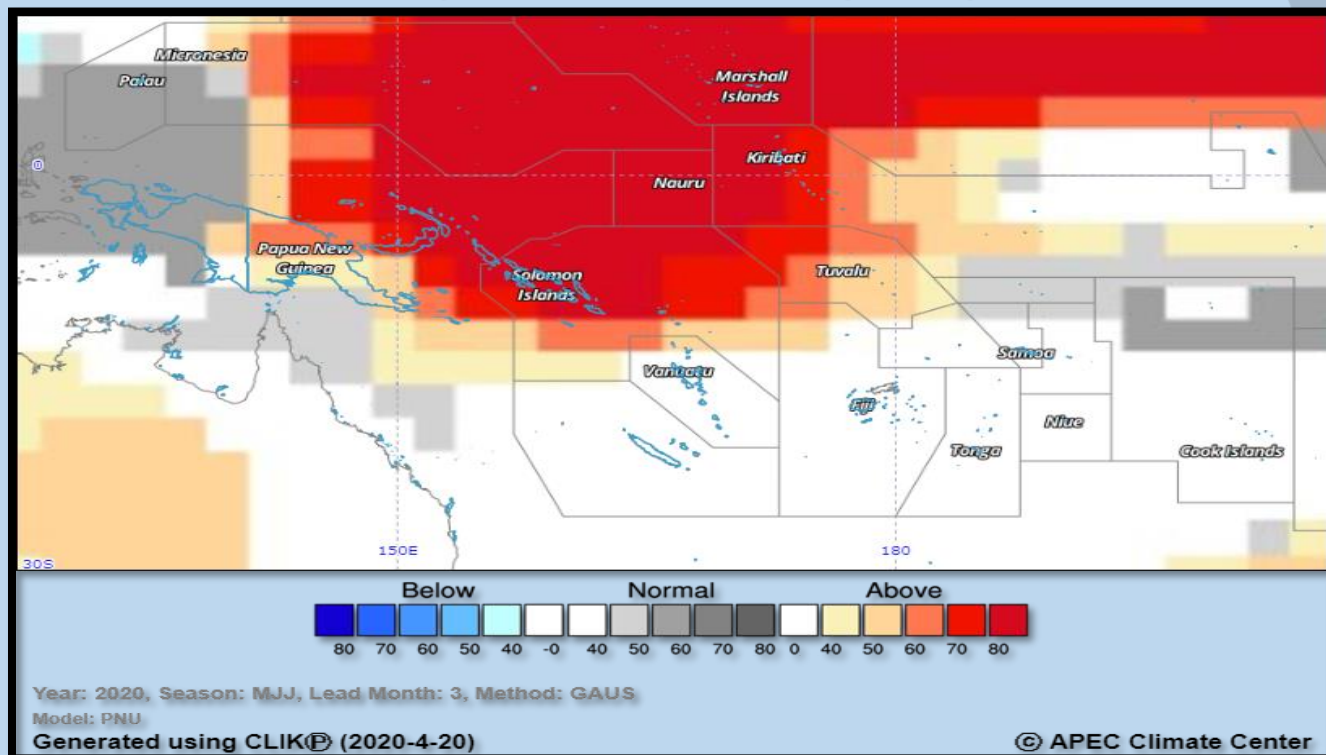 Micronesia
Palau
Marshall
Islands
Kiribati
0
Nauru
Papua New
Guinea
Solomon
Islands
Tuvalu
Samoa
Vanuatu
Fiji
Niue
Tonga
Cook Islands
150E
180
30S
Below Normal Above
80 70 60 50 40 -0 40 50 60 70 80 0 40 50 60 70 80
Year: 2020, Season: MJJ, Lead Month: 3, Method: GAUS
Model: PNU
Generated using CLIKⓅ (2020-4-20) © APEC Climate Center